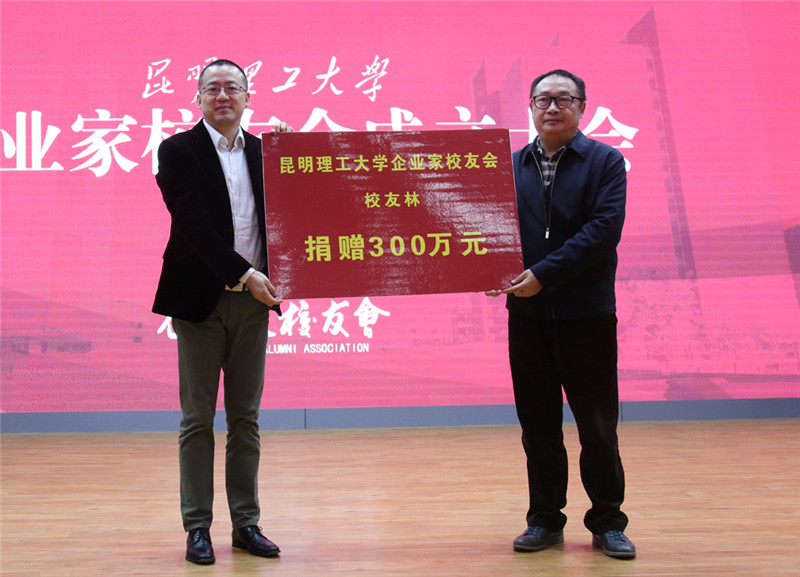 昆明理工大學
业家校友会成立大会
昆明理工大学企业家校友会
校友林
捐赠300万元
校友會
ALUMNI ASSOCIATION